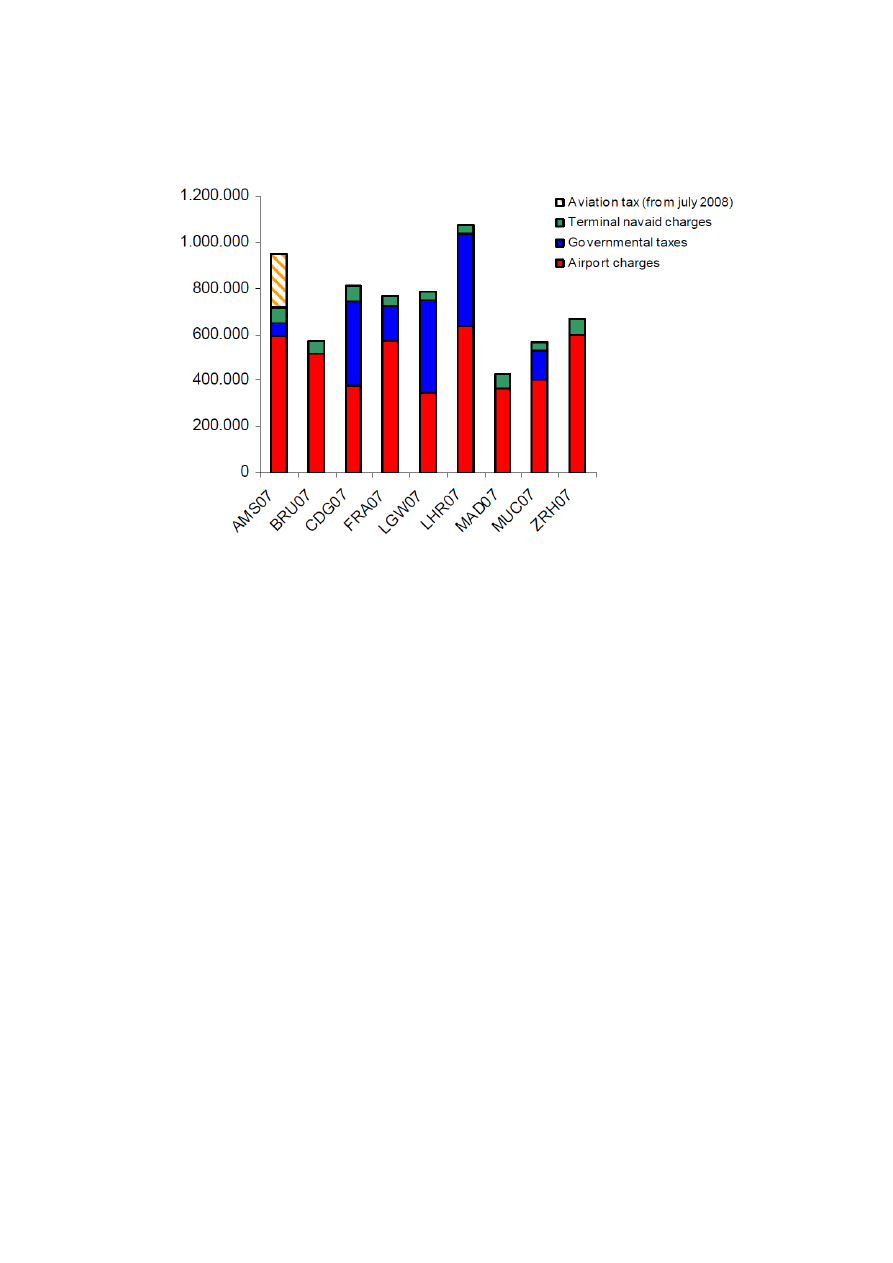 1.200.000
1.000.000
800.000
600.000
400.000
200.000
0
Aviation tax (from july 2008)
Terminal navaid charges
Governmental taxes
Airport charges
AMS07
BRU07
CDG07
FRA07
LGW07
LHR07
MAD07
MUC07
ZRH07